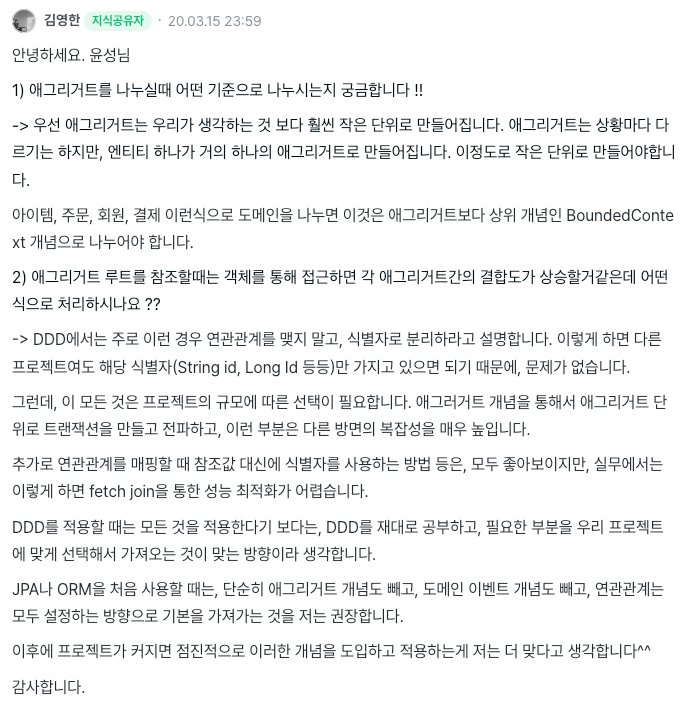 김영한 지식공유자 · 20.03.15 23:59
안녕하세요. 윤성님
1) 애그리거트를 나누실때 어떤 기준으로 나누시는지 궁금합니다 !!
-> 우선 애그리거트는 우리가 생각하는 것 보다 훨씬 작은 단위로 만들어집니다. 애그리거트는 상황마다 다
르기는 하지만, 엔티티 하나가 거의 하나의 애그리거트로 만들어집니다. 이정도로 작은 단위로 만들어야합니
다.
아이템, 주문, 회원, 결제 이런식으로 도메인을 나누면 이것은 애그리거트보다 상위 개념인 BoundedConte
xt 개념으로 나누어야 합니다.
2) 애그리거트 루트를 참조할때는 객체를 통해 접근하면 각 애그리거트간의 결합도가 상승할거같은데 어떤
식으로 처리하시나요 ??
-> DDD에서는 주로 이런 경우 연관관계를 맺지 말고, 식별자로 분리하라고 설명합니다. 이렇게 하면 다른
프로젝트여도 해당 식별자(String id, Long Id 등등)만 가지고 있으면 되기 때문에, 문제가 없습니다.
그런데, 이 모든 것은 프로젝트의 규모에 따른 선택이 필요합니다. 애그러거트 개념을 통해서 애그리거트 단
위로 트랜잭션을 만들고 전파하고, 이런 부분은 다른 방면의 복잡성을 매우 높입니다.
추가로 연관관계를 매핑할 때 참조값 대신에 식별자를 사용하는 방법 등은, 모두 좋아보이지만, 실무에서는
이렇게 하면 fetch join을 통한 성능 최적화가 어렵습니다.
DDD를 적용할 때는 모든 것을 적용한다기 보다는, DDD를 재대로 공부하고, 필요한 부분을 우리 프로젝트
에 맞게 선택해서 가져오는 것이 맞는 방향이라 생각합니다.
JPA나 ORM을 처음 사용할 때는, 단순히 애그리거트 개념도 빼고, 도메인 이벤트 개념도 빼고, 연관관계는
모두 설정하는 방향으로 기본을 가져가는 것을 저는 권장합니다.
이후에 프로젝트가 커지면 점진적으로 이러한 개념을 도입하고 적용하는게 저는 더 맞다고 생각합니다^^
감사합니다.